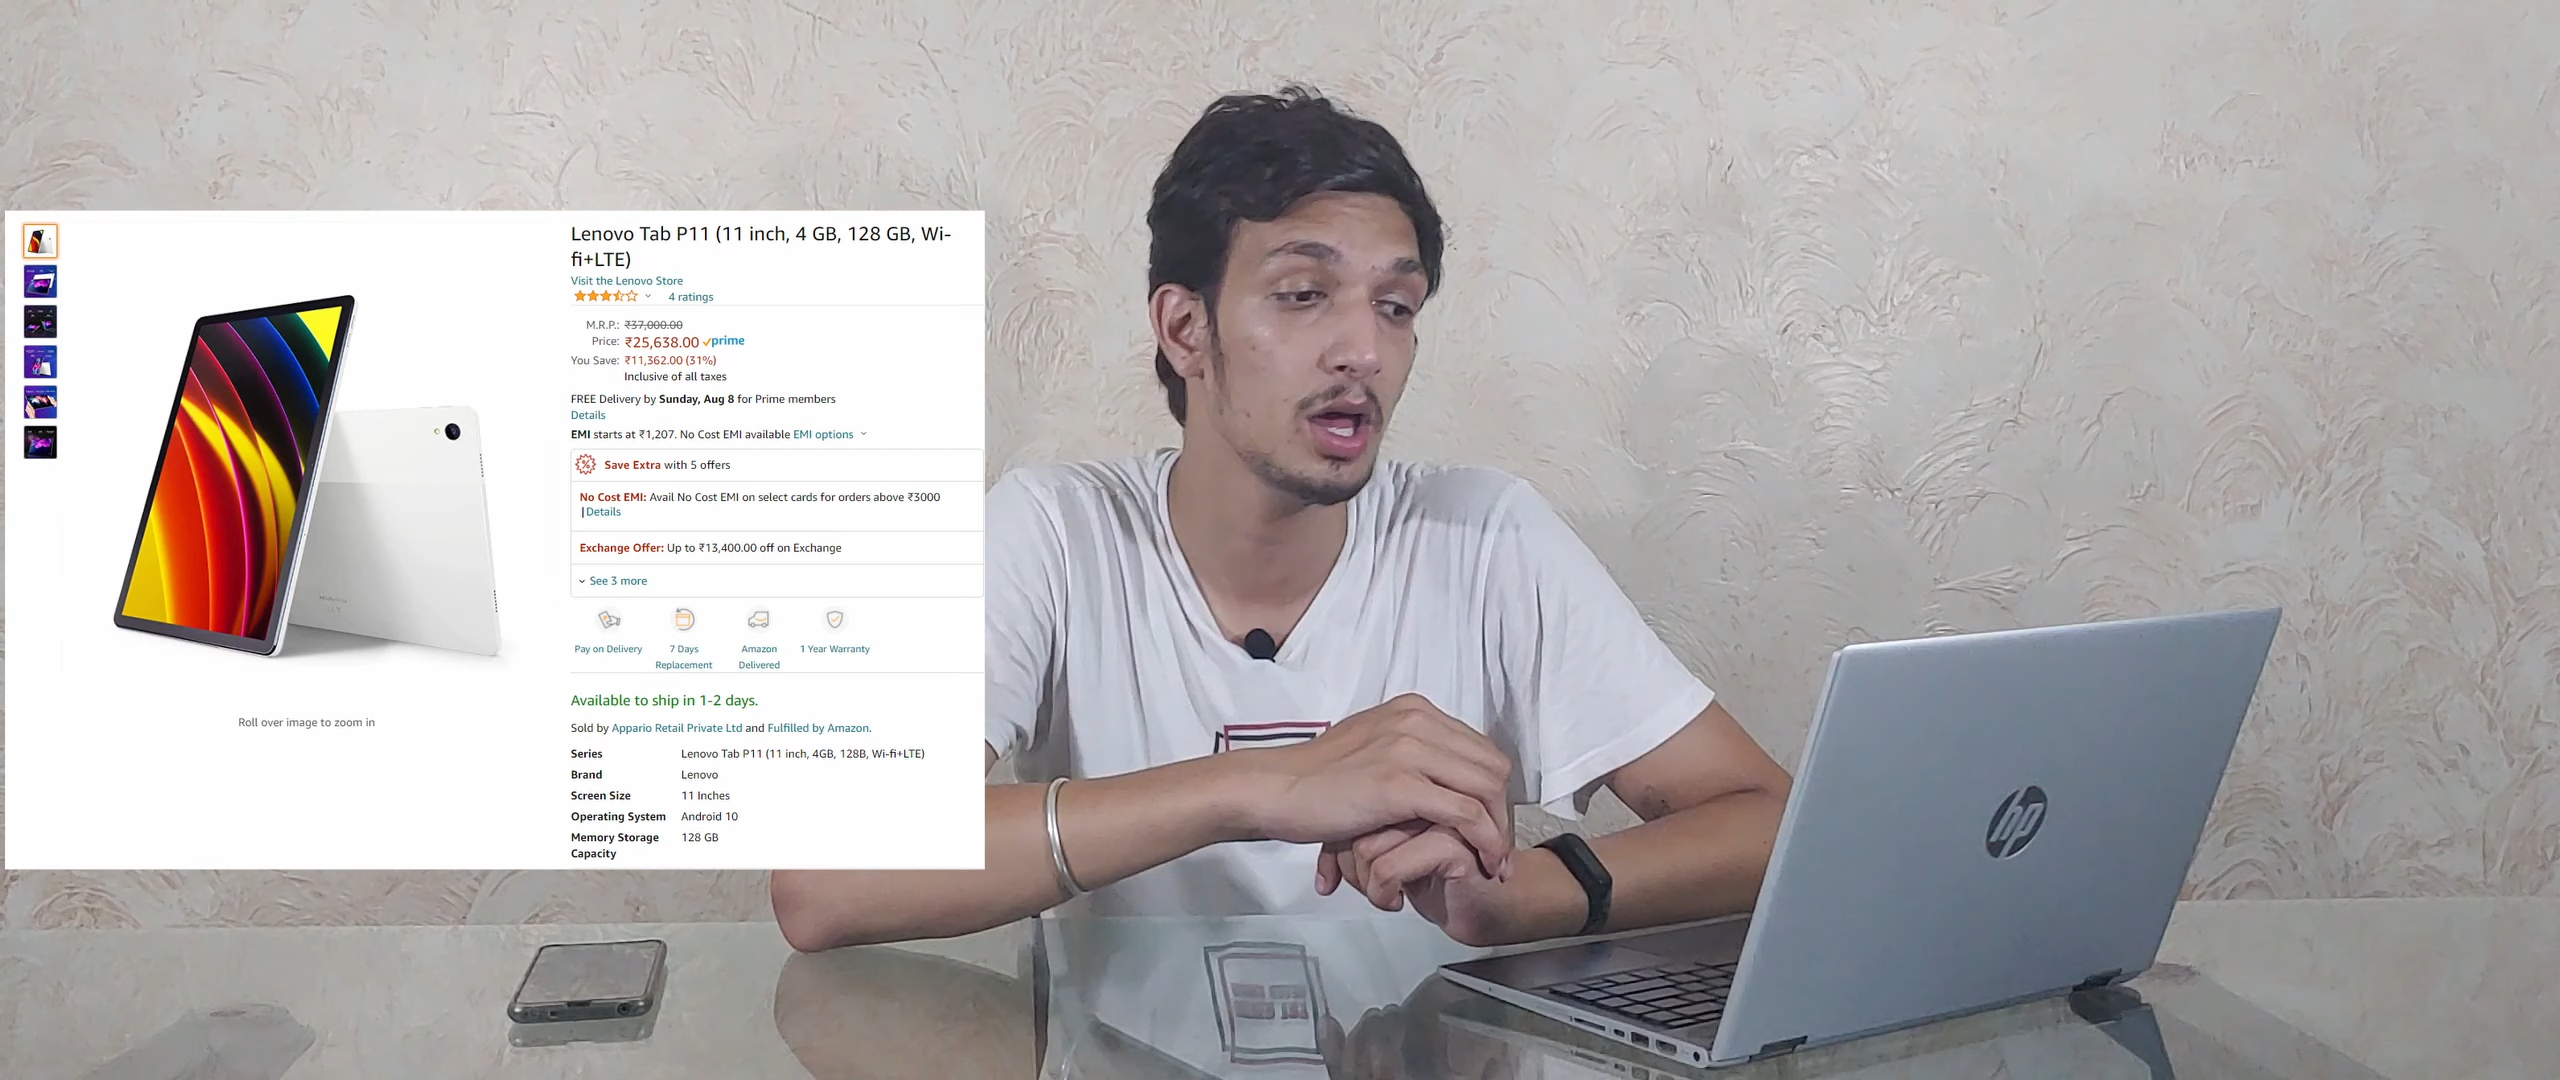 Lenovo Tab P11 (11 inch, 4 GB, 128 GB, Wi-
fi+LTE)
Visit the Lenovo Store
4 ratings
M.R.P.: ₹37,000.00
Price: ₹25,638.00 prime
You Save: ₹11,362.00 (31%)
Inclusive of all taxes
FREE Delivery by Sunday, Aug 8 for Prime members
Details
EMI starts at ₹1,207. No Cost EMI available EMI options
% Save Extra with 5 offers
No Cost EMI: Avail No Cost EMI on select cards for orders above ₹3000
|Details
Exchange Offer: Up to ₹13,400.00 off on Exchange
See 3 more
Pay on Delivery
7 Days
Replacement
Amazon
Delivered
1 Year Warranty
Available to ship in 1-2 days.
Sold by Appario Retail Private Ltd and Fulfilled by Amazon.
Series Lenovo Tab P11 (11 inch, 4GB, 128B, Wi-fi+LTE)
Brand Lenovo
Screen Size 11 Inches
Operating System Android 10
Memory Storage 128 GB
Capacity
Roll over image to zoom in
hp